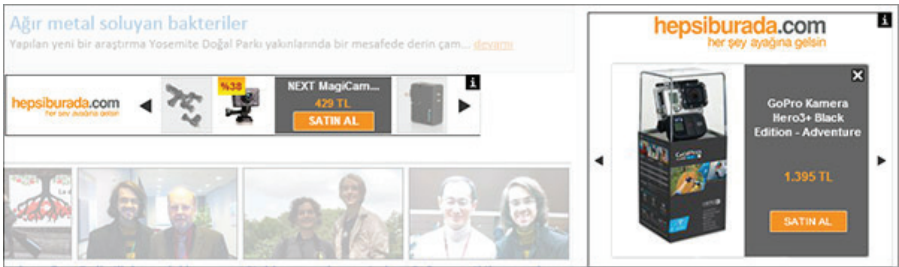 Ağır metal soluyan bakteriler
Yapılan yeni bir araştırma Yosemite Doğal Parkı yakınlarında bir mesafede derin çam... devamı
hepsiburada.com
her şey ayağına gelsin
%38
NEXT MagiCam...
429 TL
SATIN AL
i
hepsiburada.com
her şey ayağına gelsin
i
X
GoPro
HERO3+
GoPro Kamera
Hero3+ Black
Edition - Adventure
1.395 TL
SATIN AL